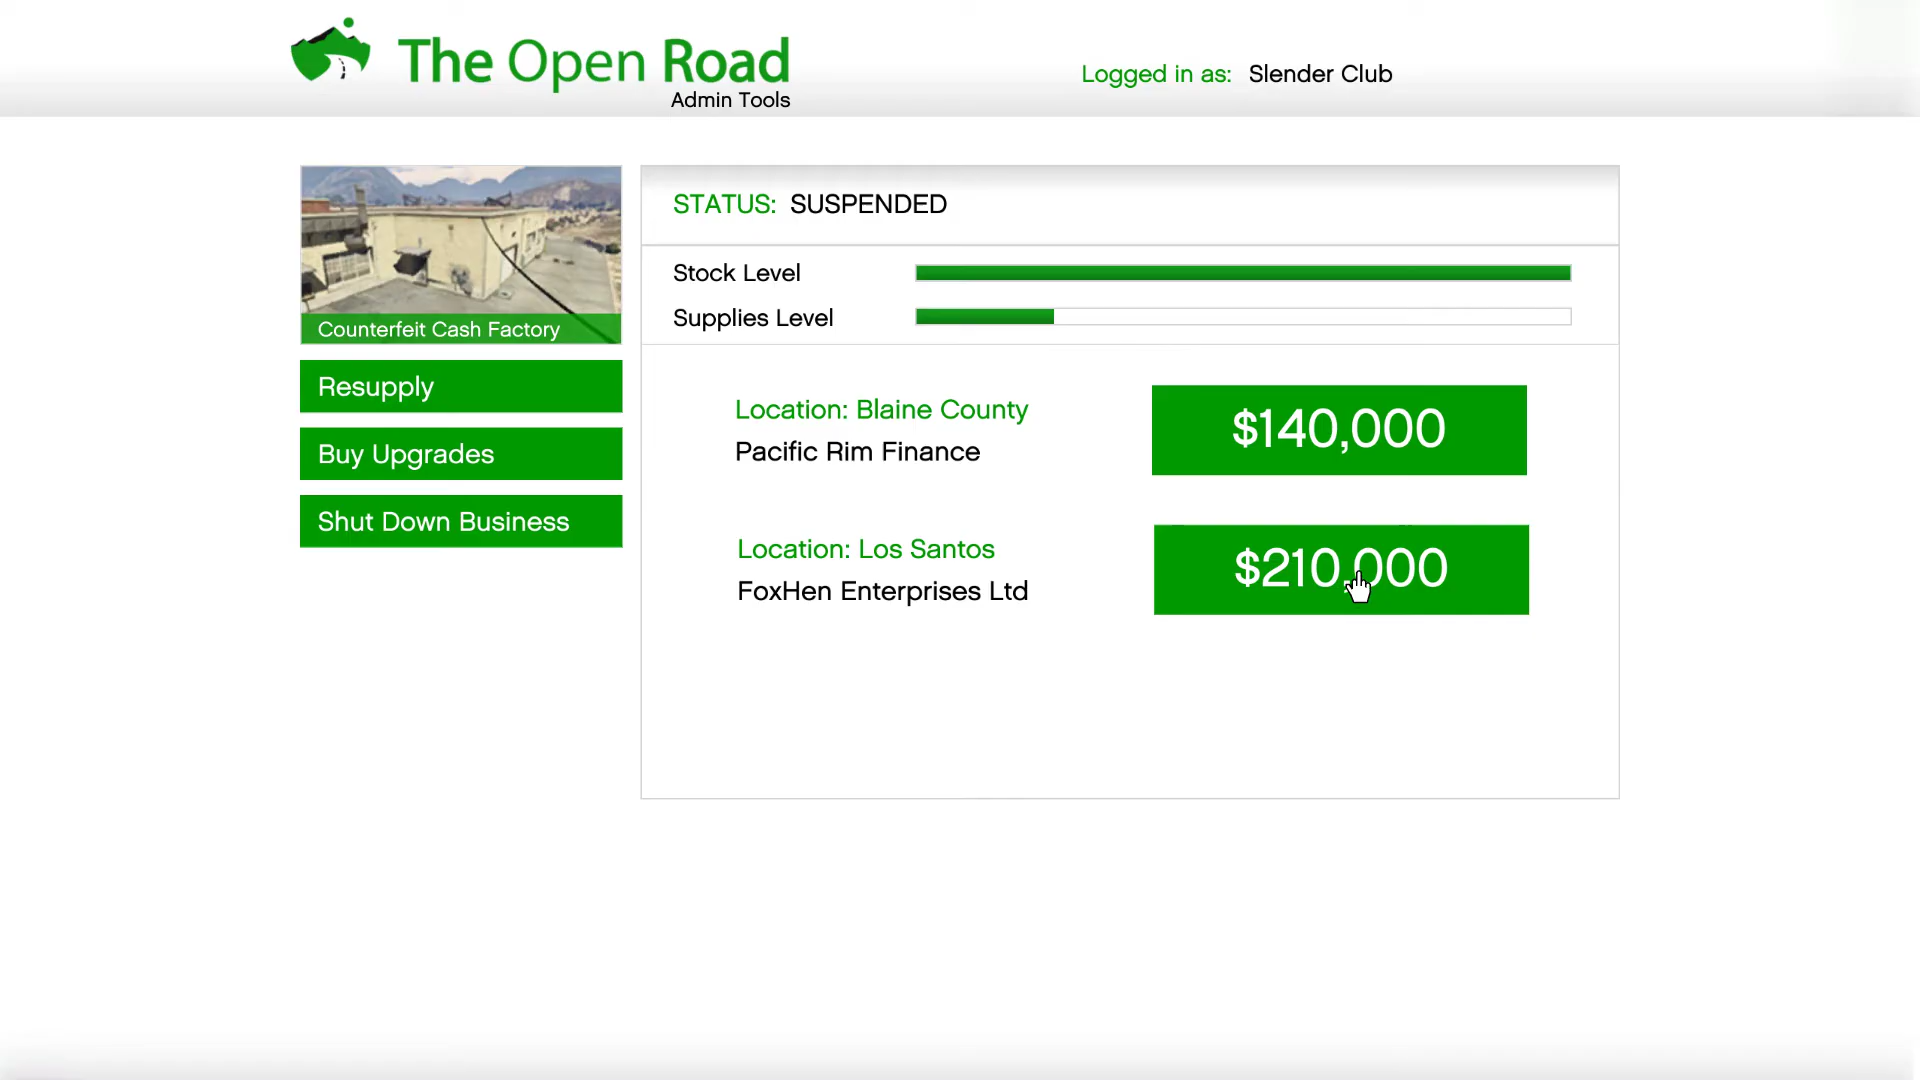 The Open Road
Admin Tools
Logged in as: Slender Club
Counterfeit Cash Factory
Resupply
Buy Upgrades
Shut Down Business
STATUS: SUSPENDED
Stock Level
Supplies Level
Location: Blaine County
Pacific Rim Finance
$140,000
Location: Los Santos
FoxHen Enterprises Ltd
$210,000